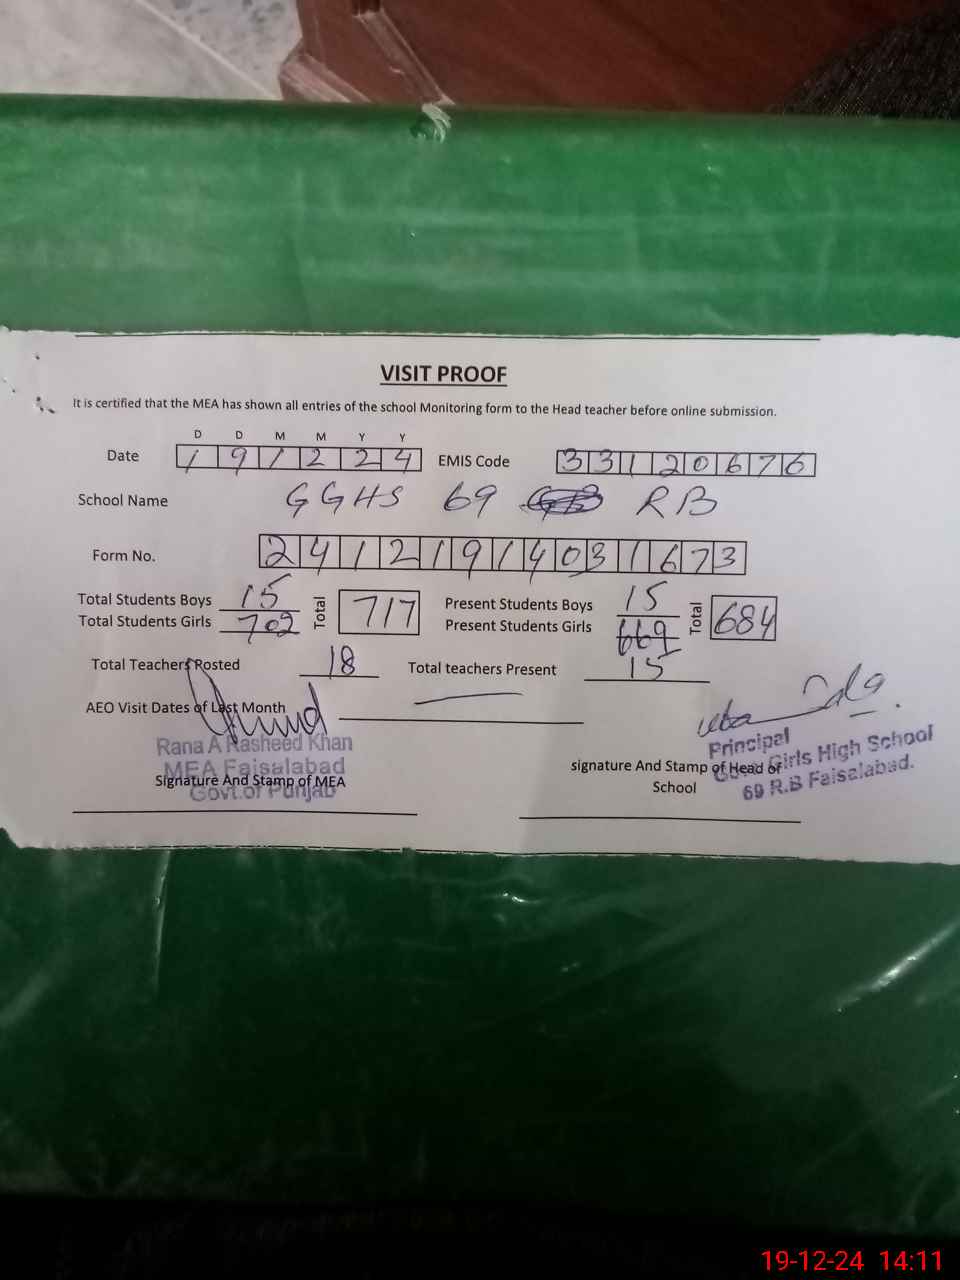 VISIT PROOF
It is certified that the MEA has shown all entries of the school Monitoring form to the Head teacher before online submission.
D D M M Y Y
Date 1 9 1 2 2 4 EMIS Code 3 3 1 2 0 6 7 6
School Name GGHS 69 RB
Form No. 2 4 1 2 1 9 1 4 0 3 1 6 7 3
Total Students Boys 15 Total 717 Present Students Boys 15 Total 684
Total Students Girls 702 Present Students Girls 669
Total Teachers Posted 18 Total teachers Present 15
AEO Visit Dates of Last Month
Rana A Rasheed Khan
MEA Faisalabad
Govt.of Punjab
Signature And Stamp of MEA
Principal
Girls High School
69 R.B Faisalabad.
signature And Stamp of Head of
School
19-12-24 14:11